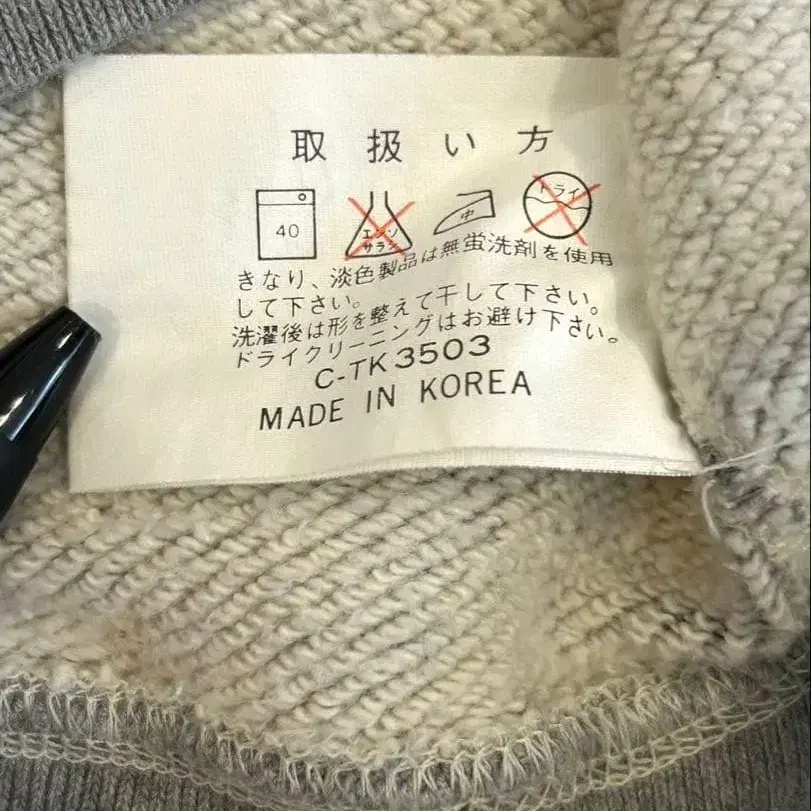 取扱い方
40 エンソサラシ 中 ドライ
きなり、淡色製品は無蛍洗剤を使用
して下さい。
洗濯後は形を整えて干して下さい。
ドライクリーニングはお避け下さい。
C-TK3503
MADE IN KOREA